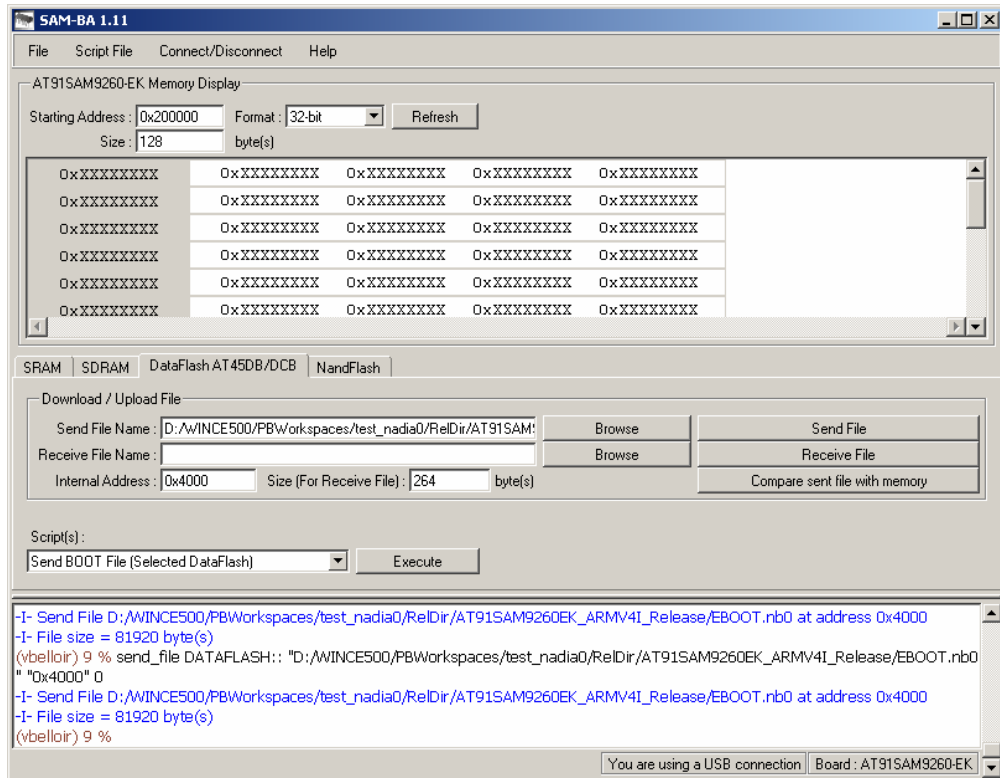 SAM-BA 1.11
File Script File Connect/Disconnect Help
AT91SAM9260-EK Memory Display
Starting Address : 0x200000 Format : 32-bit Refresh
Size : 128 byte(s)
0xXXXXXXXX 0xXXXXXXXX 0xXXXXXXXX 0xXXXXXXXX 0xXXXXXXXX
0xXXXXXXXX 0xXXXXXXXX 0xXXXXXXXX 0xXXXXXXXX 0xXXXXXXXX
0xXXXXXXXX 0xXXXXXXXX 0xXXXXXXXX 0xXXXXXXXX 0xXXXXXXXX
0xXXXXXXXX 0xXXXXXXXX 0xXXXXXXXX 0xXXXXXXXX 0xXXXXXXXX
0xXXXXXXXX 0xXXXXXXXX 0xXXXXXXXX 0xXXXXXXXX 0xXXXXXXXX
0xXXXXXXXX 0xXXXXXXXX 0xXXXXXXXX 0xXXXXXXXX 0xXXXXXXXX
SRAM SDRAM DataFlash AT45DB/DCB NandFlash
Download / Upload File
Send File Name : D:/WINCE500/PBWorkspaces/test_nadia0/RelDir/AT91SAM9 Browse Send File
Receive File Name : Browse Receive File
Internal Address : 0x4000 Size (For Receive File) : 264 byte(s) Compare sent file with memory
Script(s) :
Send BOOT File (Selected DataFlash) Execute
-I- Send File D:/WINCE500/PBWorkspaces/test_nadia0/RelDir/AT91SAM9260EK_ARMV4I_Release/EBOOT.nb0 at address 0x4000
-I- File size = 81920 byte(s)
(vbelloir) 9 % send_file DATAFLASH:: "D:/WINCE500/PBWorkspaces/test_nadia0/RelDir/AT91SAM9260EK_ARMV4I_Release/EBOOT.nb0
" "0x4000" 0
-I- Send File D:/WINCE500/PBWorkspaces/test_nadia0/RelDir/AT91SAM9260EK_ARMV4I_Release/EBOOT.nb0 at address 0x4000
-I- File size = 81920 byte(s)
(vbelloir) 9 %
You are using a USB connection Board : AT91SAM9260-EK